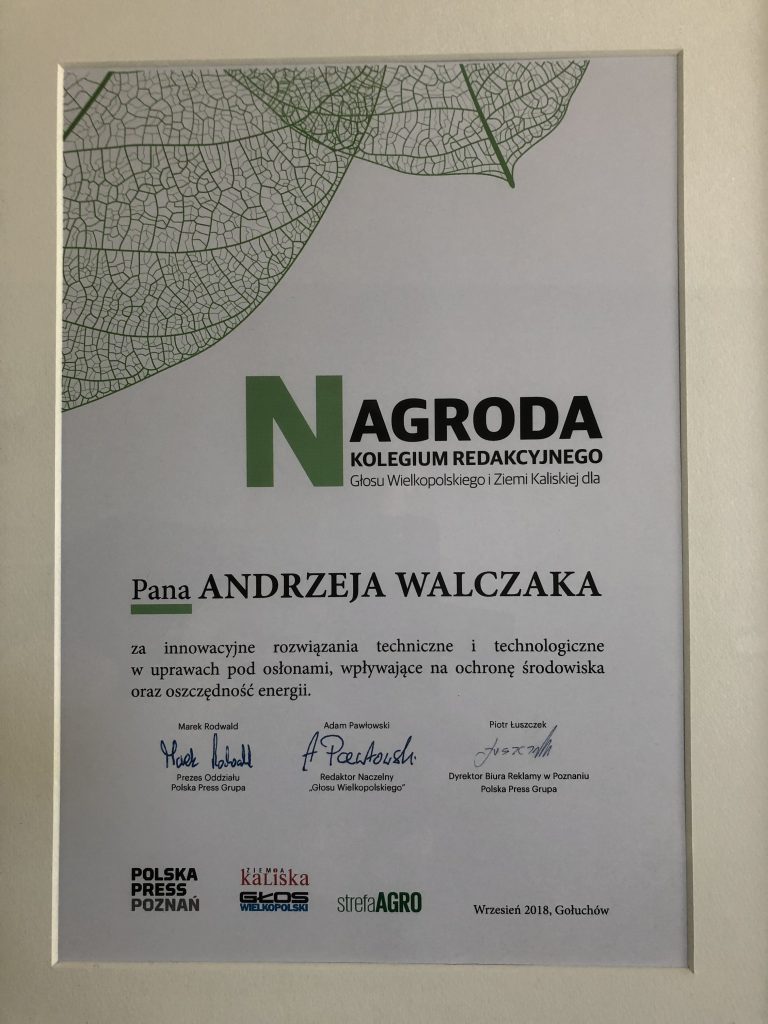 NAGRODA
KOLEGIUM REDAKCYJNEGO
Głosu Wielkopolskiego i Ziemi Kaliskiej dla
Pana ANDRZEJA WALCZAKA
za innowacyjne rozwiązania techniczne i technologiczne
w uprawach pod osłonami, wpływające na ochronę środowiska
oraz oszczędność energii.
Marek Rodwald
Marek Rodwald
Prezes Oddziału
Polska Press Grupa
Adam Pawłowski
A Pawłowski
Redaktor Naczelny
„Głosu Wielkopolskiego”
Piotr Łuszczek
Dyrektor Biura Reklamy w Poznaniu
Polska Press Grupa
POLSKA
PRESS
POZNAŃ
ZIEMIA
kaLiska
GŁOS
WIELKOPOLSKI
strefaAGRO
Wrzesień 2018, Gołuchów